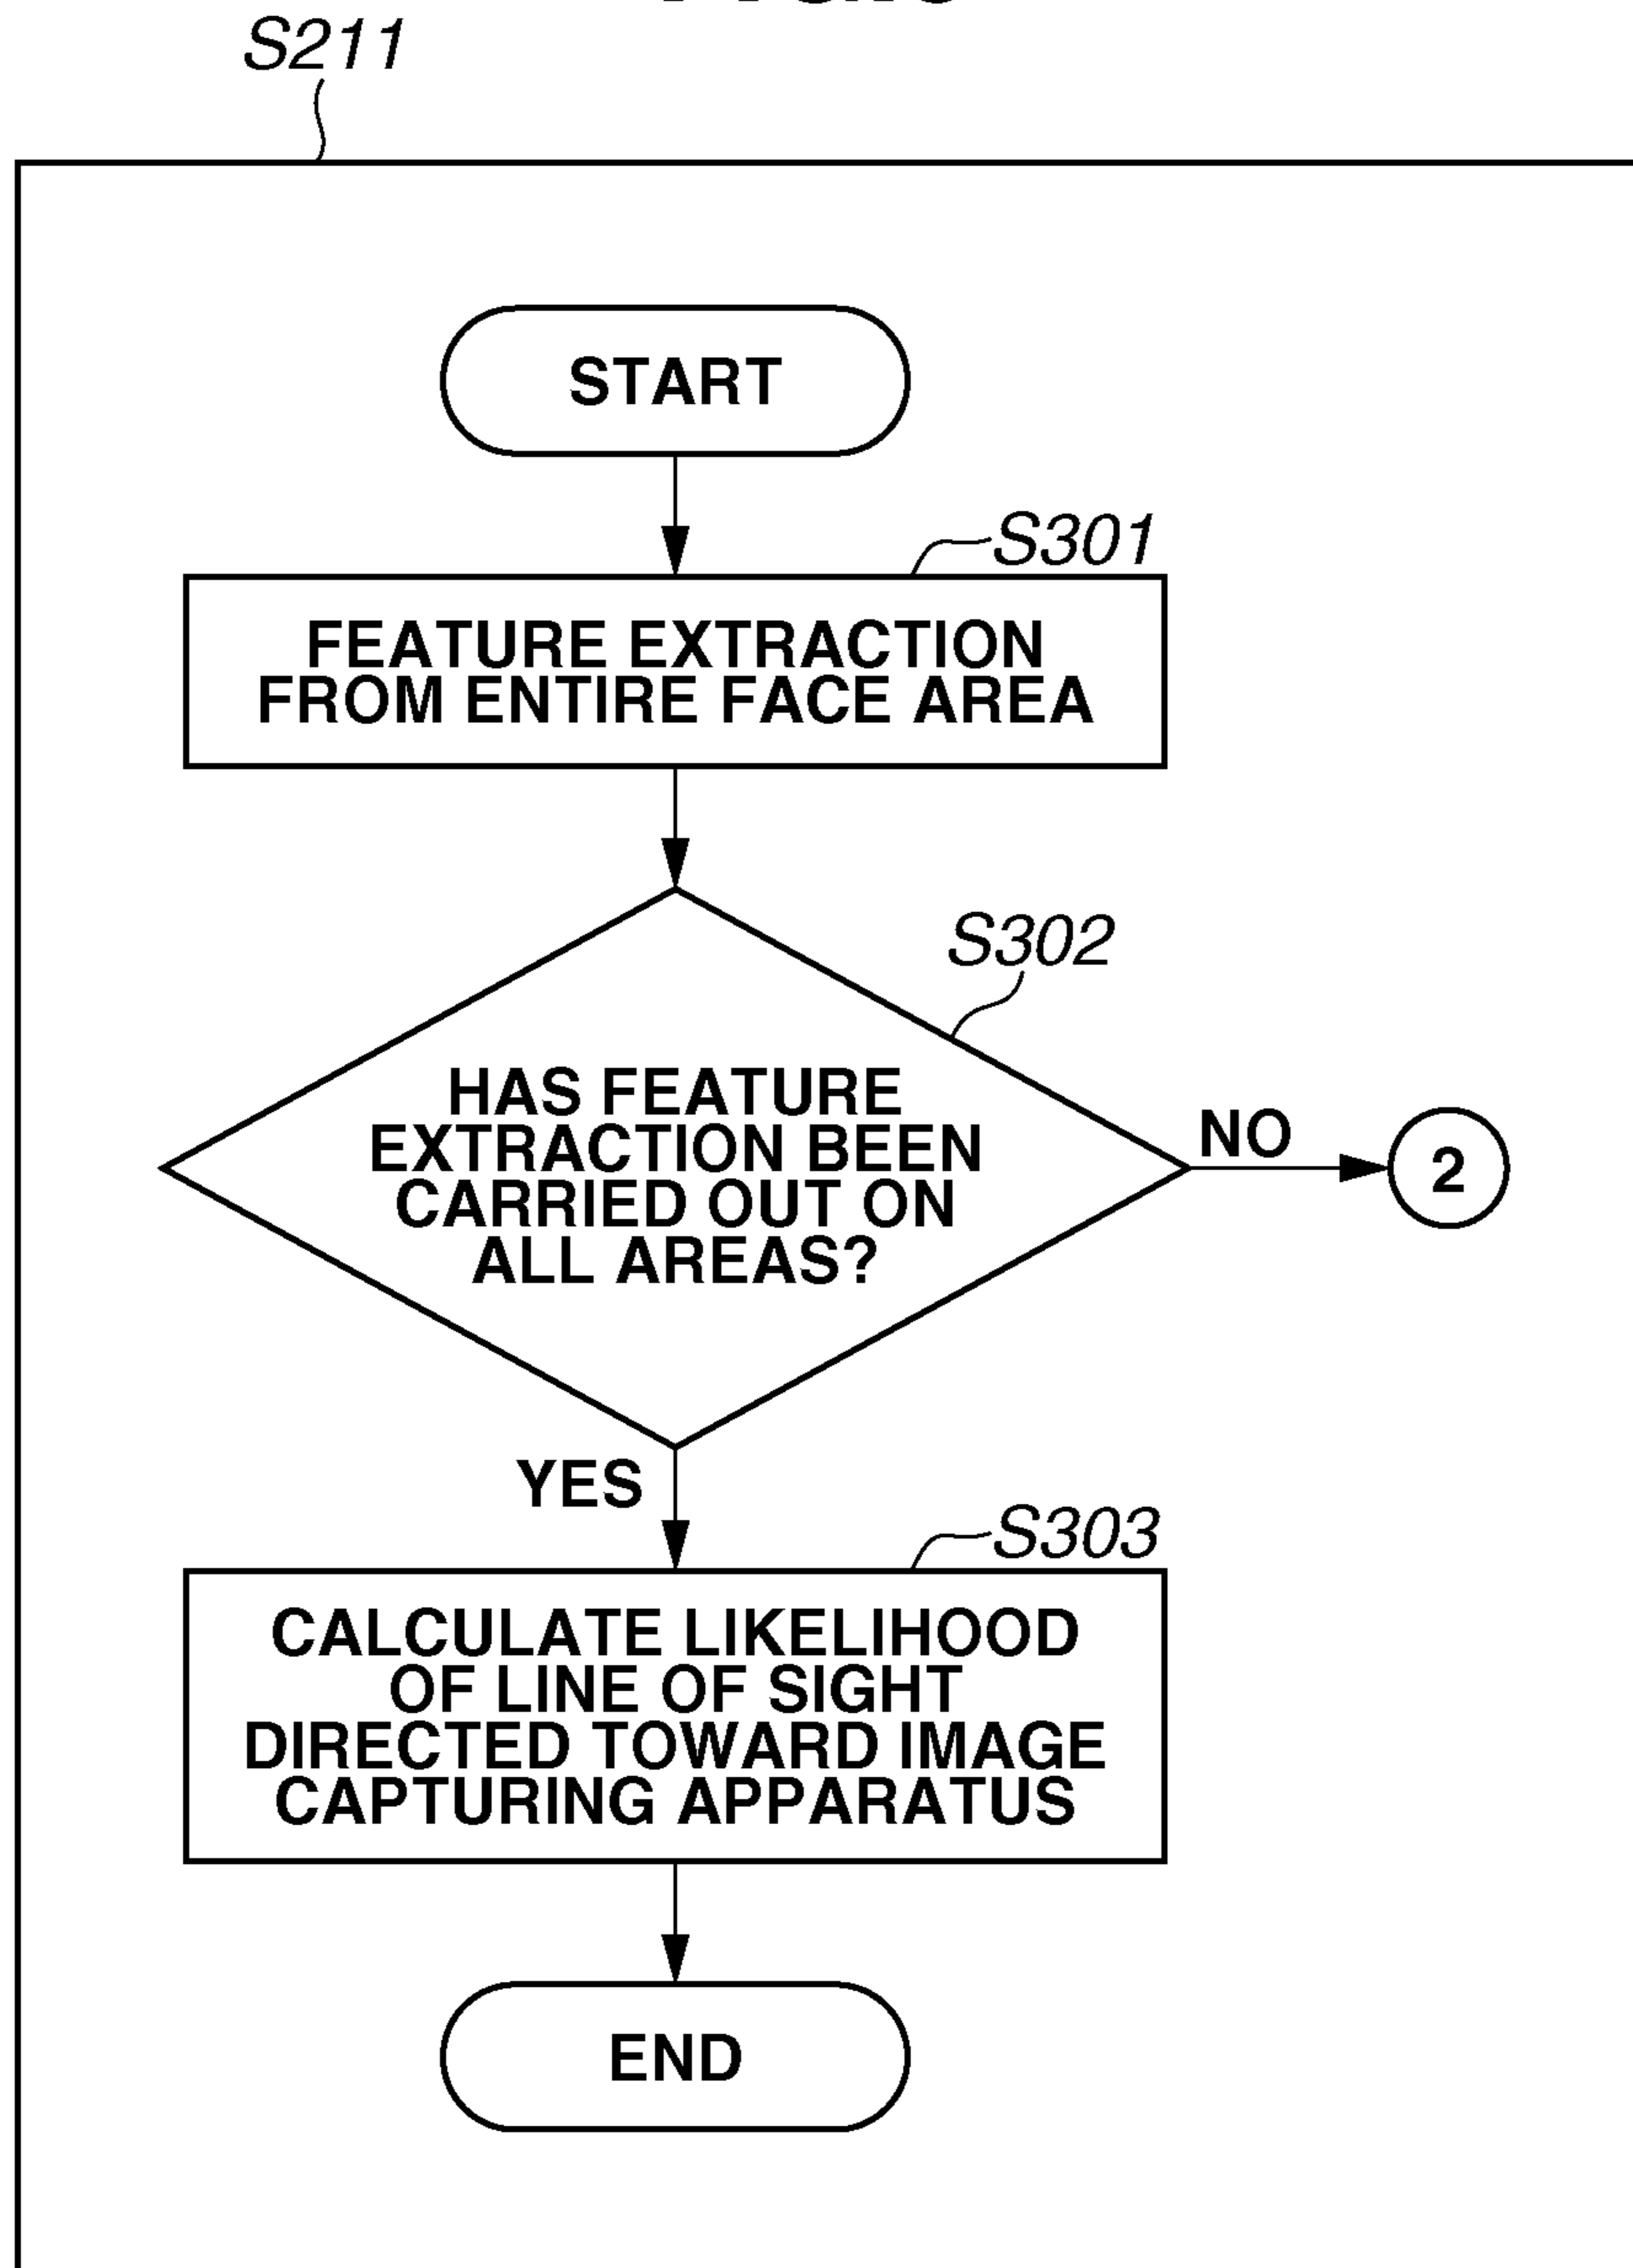 S211
START
S301
FEATURE EXTRACTION
FROM ENTIRE FACE AREA
S302
HAS FEATURE
EXTRACTION BEEN
CARRIED OUT ON
ALL AREAS?
NO
2
YES
S303
CALCULATE LIKELIHOOD
OF LINE OF SIGHT
DIRECTED TOWARD IMAGE
CAPTURING APPARATUS
END